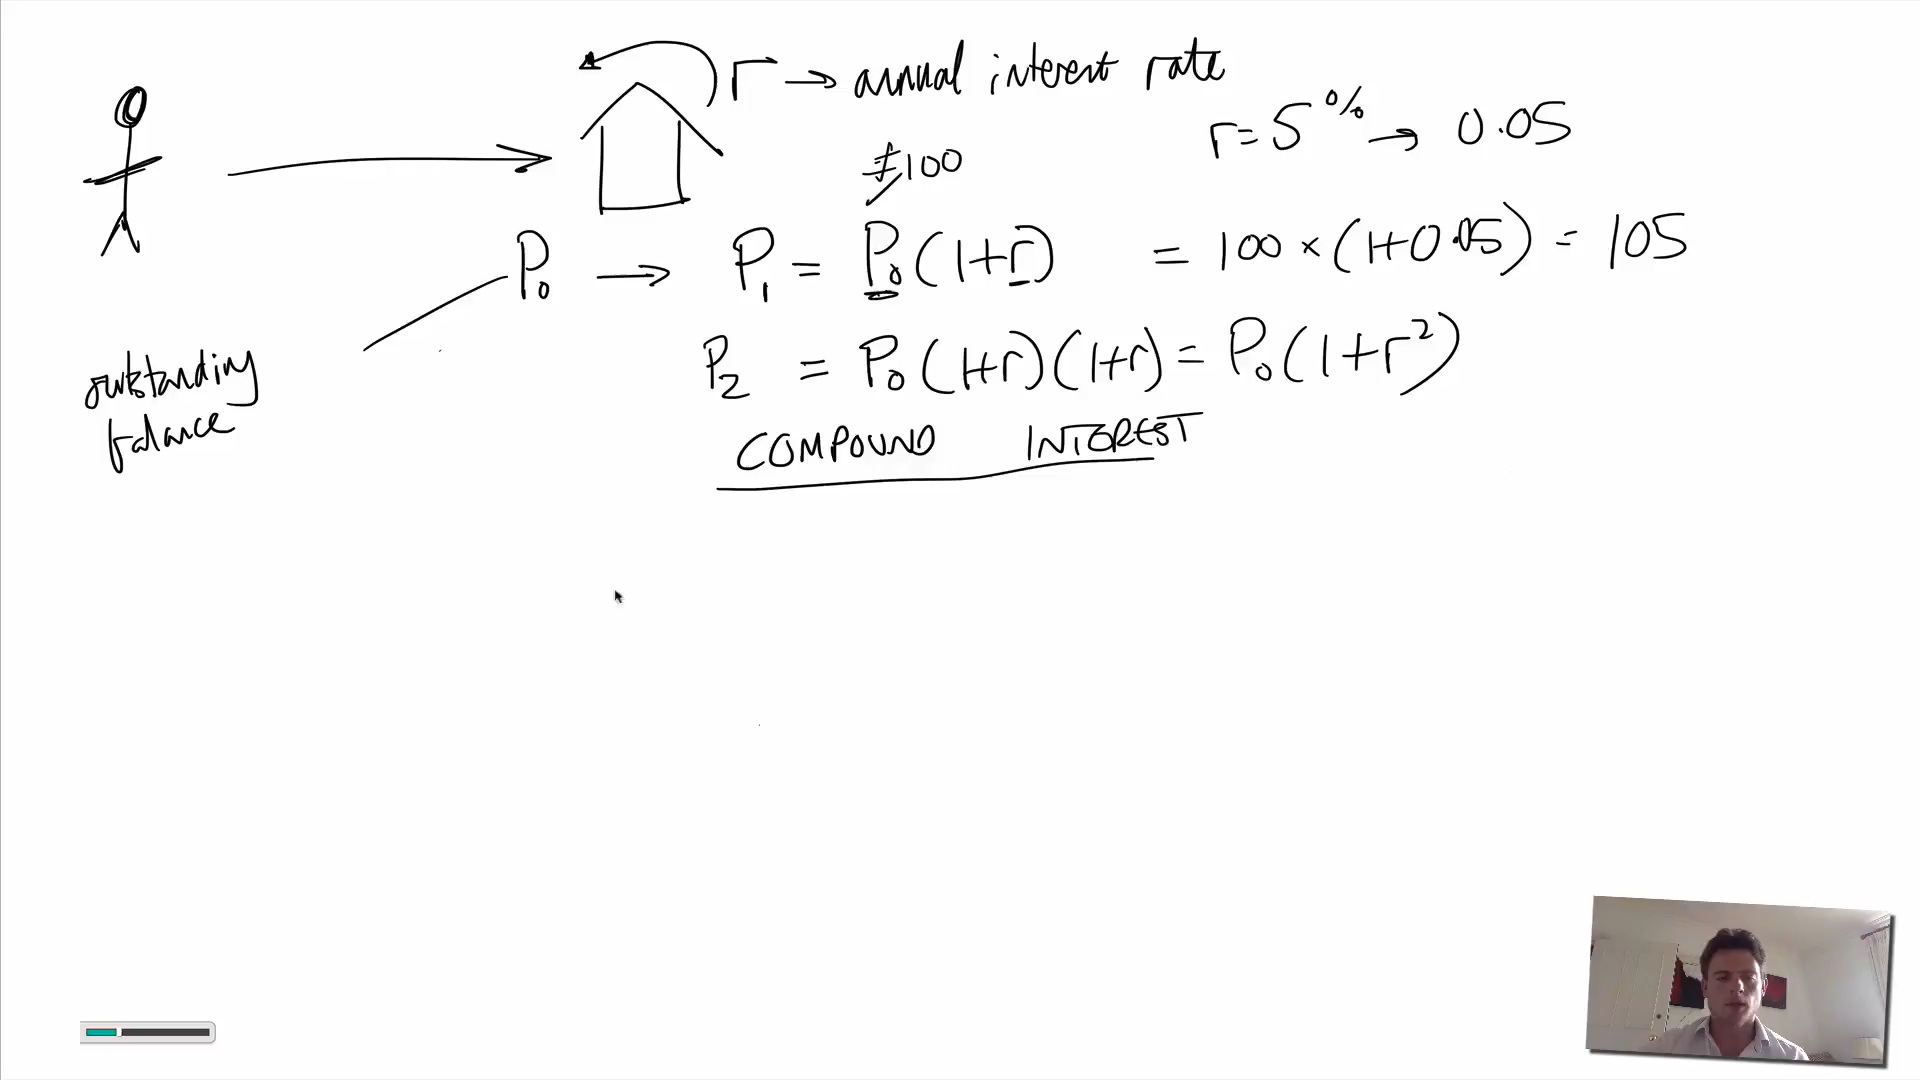 r → annual interest rate
r = 5% → 0.05
£100
P₀ → P₁ = P₀(1+r) = 100 × (1+0.05) = 105
outstanding
balance
P₂ = P₀(1+r)(1+r) = P₀(1+r²)
COMPOUND INTEREST